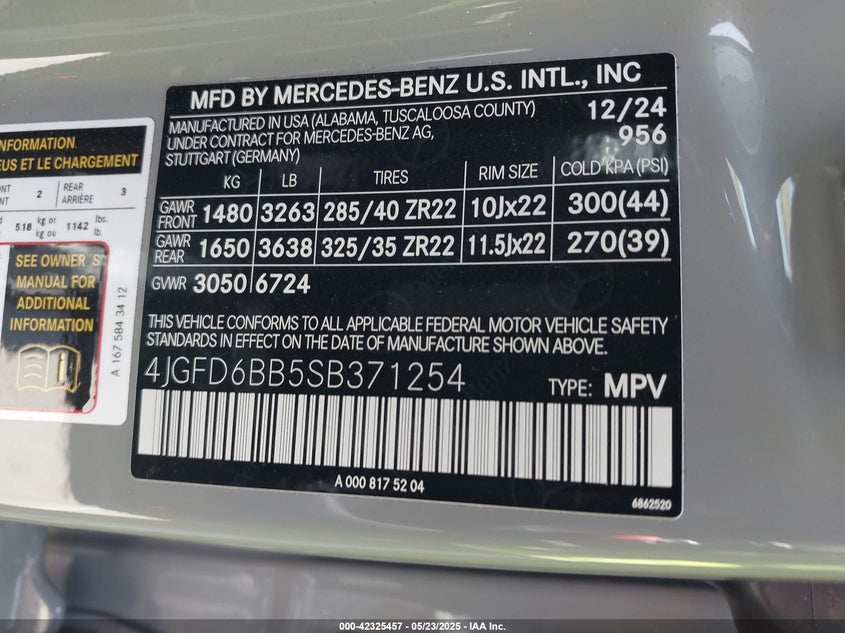 NFORMATION
EUS ET LE CHARGEMENT
2
REAR
ARRIÈRE
3
518
kg or
kg ou
1142
lbs.
lb.
SEE OWNER´S
MANUAL FOR
ADDITIONAL
INFORMATION
A 167 584 34 12
MFD BY MERCEDES-BENZ U.S. INTL., INC
MANUFACTURED IN USA (ALABAMA, TUSCALOOSA COUNTY) 12/24
UNDER CONTRACT FOR MERCEDES-BENZ AG, 956
STUTTGART (GERMANY)
KG LB TIRES RIM SIZE COLD KPA (PSI)
GAWR FRONT 1480 3263 285/40 ZR22 10Jx22 300(44)
GAWR REAR 1650 3638 325/35 ZR22 11.5Jx22 270(39)
GVWR 3050 6724
THIS VEHICLE CONFORMS TO ALL APPLICABLE FEDERAL MOTOR VEHICLE SAFETY
STANDARDS IN EFFECT ON THE DATE OF MANUFACTURE SHOWN ABOVE.
4JGFD6BB5SB371254 TYPE: MPV
A 000 817 52 04
6862520
000-42325457 - 05/23/2025 - IAA Inc.